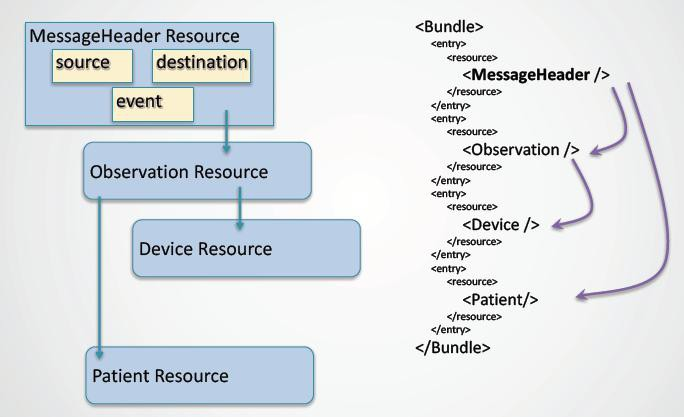 MessageHeader Resource
source
destination
event
Observation Resource
Device Resource
Patient Resource
<Bundle>
<entry>
<resource>
<MessageHeader />
</resource>
</entry>
<entry>
<resource>
<Observation />
</resource>
</entry>
<entry>
<resource>
<Device />
</resource>
</entry>
<entry>
<resource>
<Patient/>
</resource>
</entry>
</Bundle>